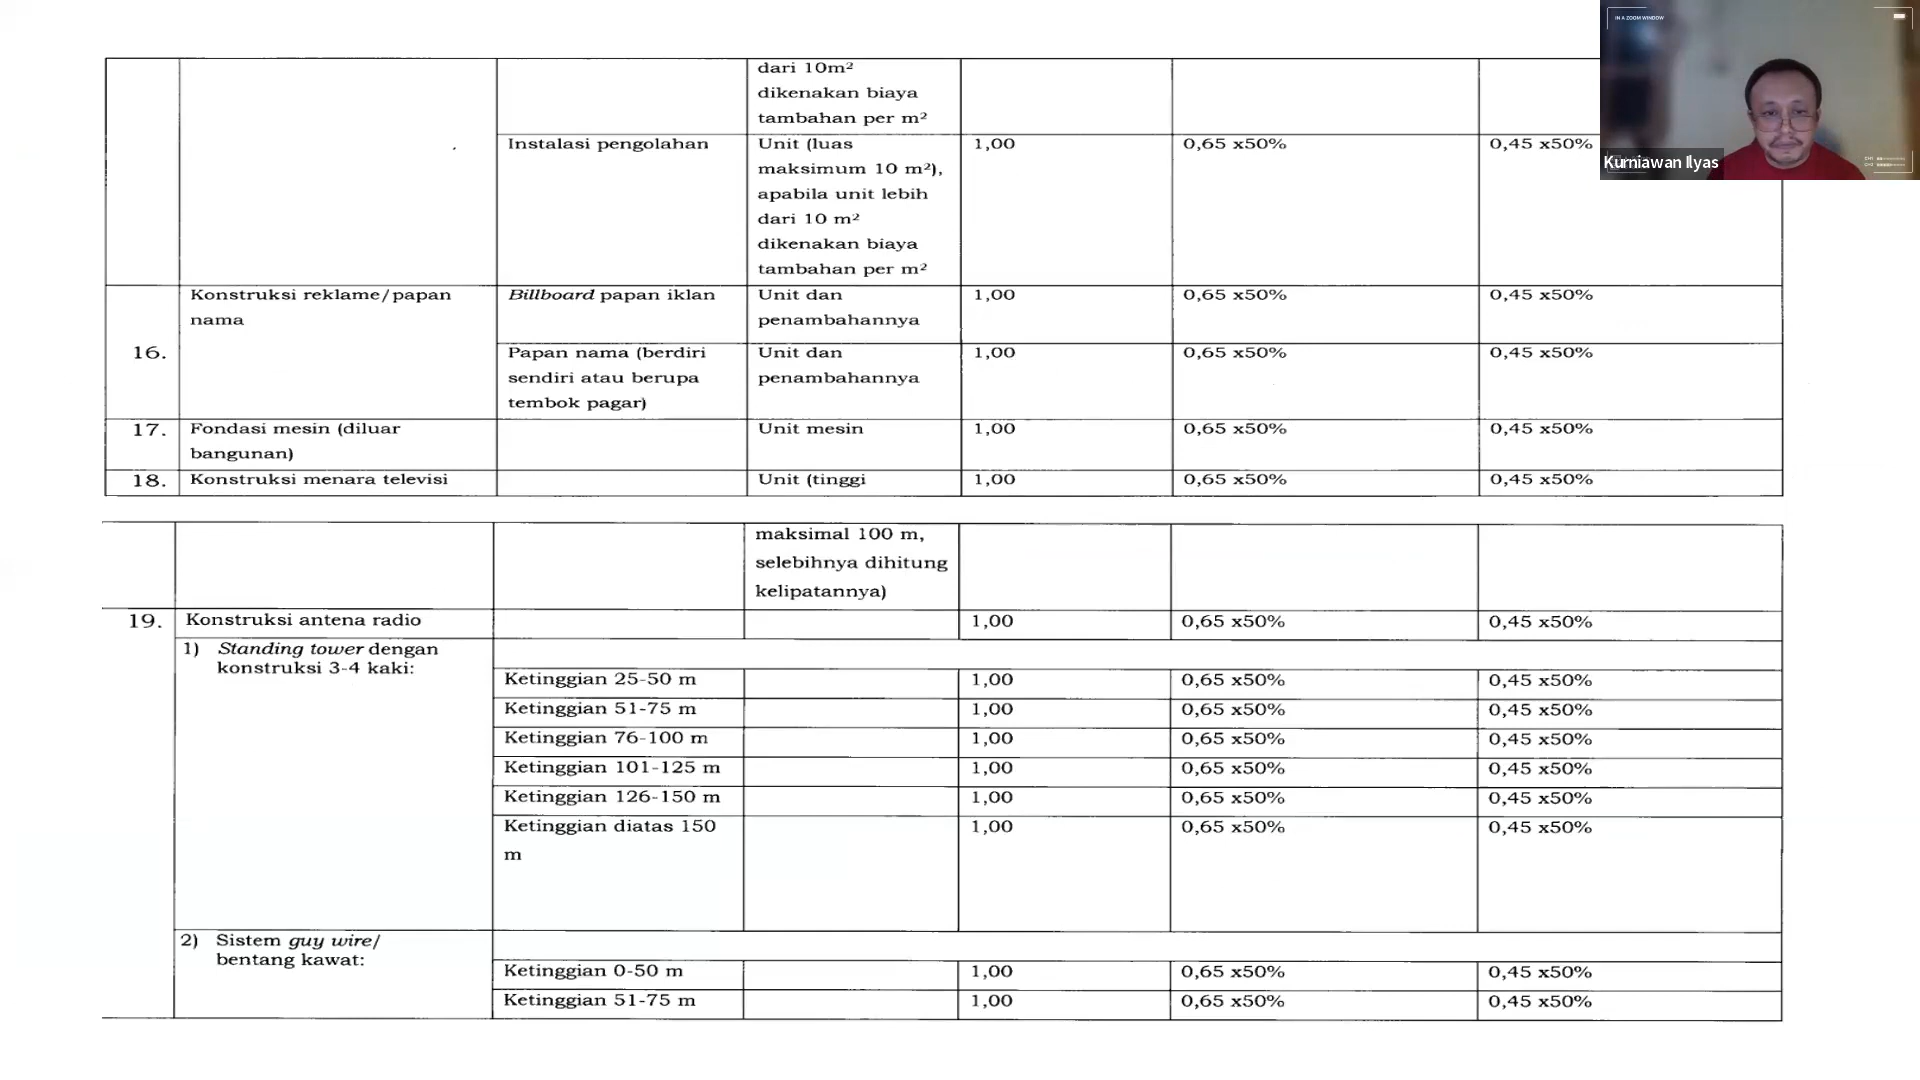 IN A ZOOM WINDOW
Kurniawan Ilyas
dari 10m²
dikenakan biaya
tambahan per m²
Instalasi pengolahan
Unit (luas
maksimum 10 m²),
apabila unit lebih
dari 10 m²
dikenakan biaya
tambahan per m²
1,00
0,65 x50%
0,45 x50%
16.
Konstruksi reklame/papan
nama
Billboard papan iklan
Unit dan
penambahannya
1,00
0,65 x50%
0,45 x50%
Papan nama (berdiri
sendiri atau berupa
tembok pagar)
Unit dan
penambahannya
1,00
0,65 x50%
0,45 x50%
17.
Fondasi mesin (diluar
bangunan)
Unit mesin
1,00
0,65 x50%
0,45 x50%
18.
Konstruksi menara televisi
Unit (tinggi
1,00
0,65 x50%
0,45 x50%
maksimal 100 m,
selebihnya dihitung
kelipatannya)
19.
Konstruksi antena radio
1,00
0,65 x50%
0,45 x50%
1) Standing tower dengan
konstruksi 3-4 kaki:
Ketinggian 25-50 m
1,00
0,65 x50%
0,45 x50%
Ketinggian 51-75 m
1,00
0,65 x50%
0,45 x50%
Ketinggian 76-100 m
1,00
0,65 x50%
0,45 x50%
Ketinggian 101-125 m
1,00
0,65 x50%
0,45 x50%
Ketinggian 126-150 m
1,00
0,65 x50%
0,45 x50%
Ketinggian diatas 150
m
1,00
0,65 x50%
0,45 x50%
2) Sistem guy wire/
bentang kawat:
Ketinggian 0-50 m
1,00
0,65 x50%
0,45 x50%
Ketinggian 51-75 m
1,00
0,65 x50%
0,45 x50%